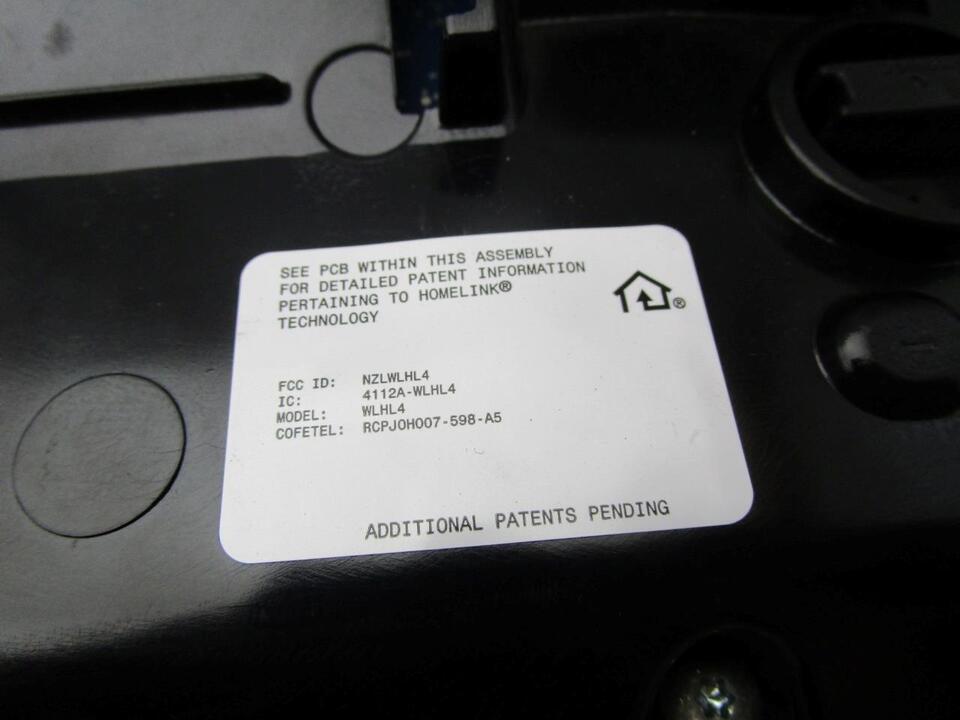 SEE PCB WITHIN THIS ASSEMBLY
FOR DETAILED PATENT INFORMATION
PERTAINING TO HOMELINK®
TECHNOLOGY
®
FCC ID: NZLWLHL4
IC: 4112A-WLHL4
MODEL: WLHL4
COFETEL: RCPJOHO07-598-A5
ADDITIONAL PATENTS PENDING